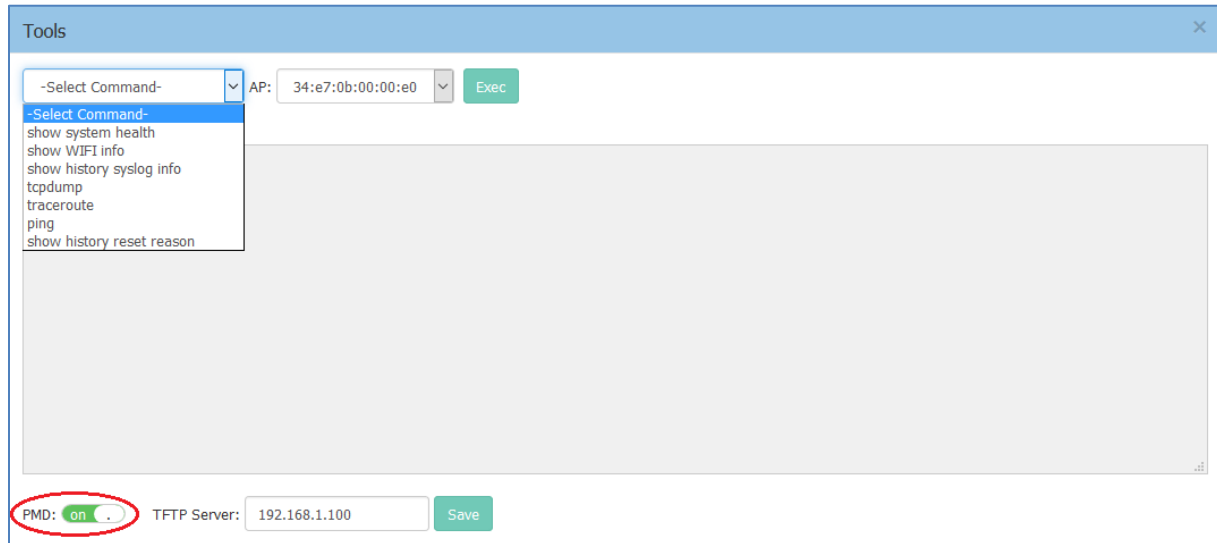 Tools ×
-Select Command- AP: 34:e7:0b:00:00:e0 Exec
-Select Command-
show system health
show WIFI info
show history syslog info
tcpdump
traceroute
ping
show history reset reason
PMD: on . TFTP Server: 192.168.1.100 Save